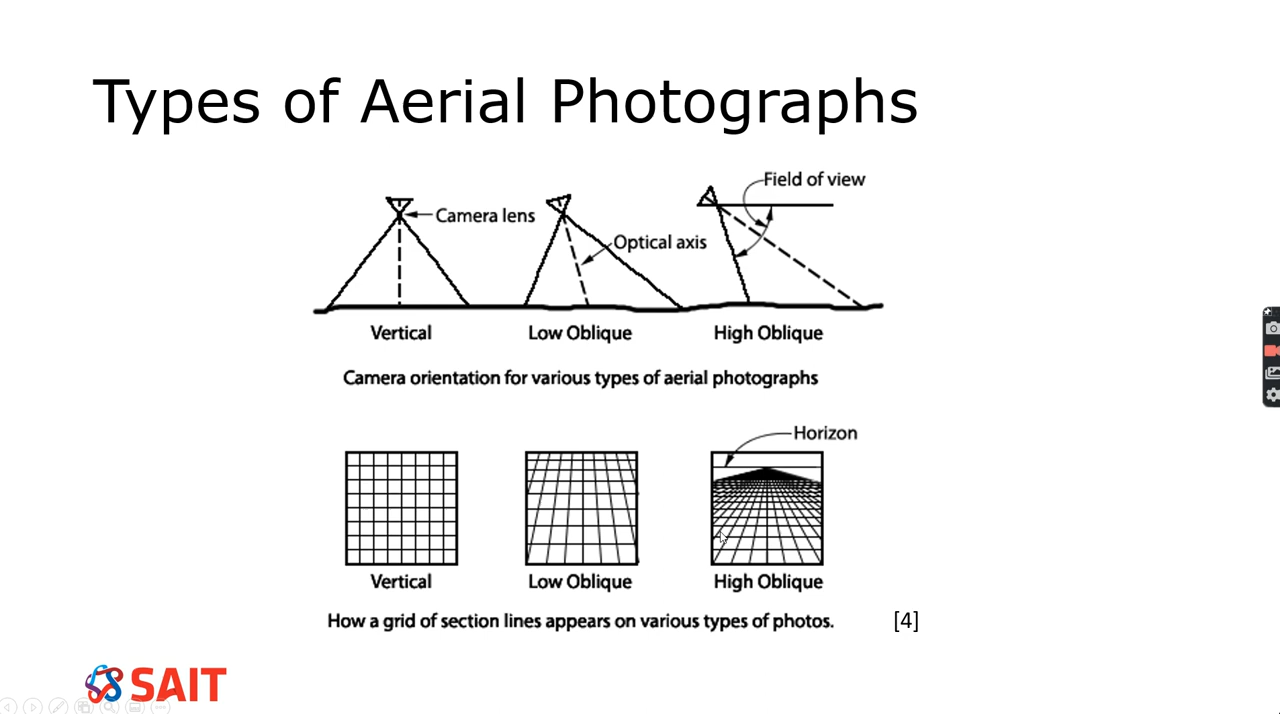 Types of Aerial Photographs
Field of view
Camera lens
Optical axis
Vertical
Low Oblique
High Oblique
Camera orientation for various types of aerial photographs
Horizon
Vertical
Low Oblique
High Oblique
How a grid of section lines appears on various types of photos.
[4]
SAIT